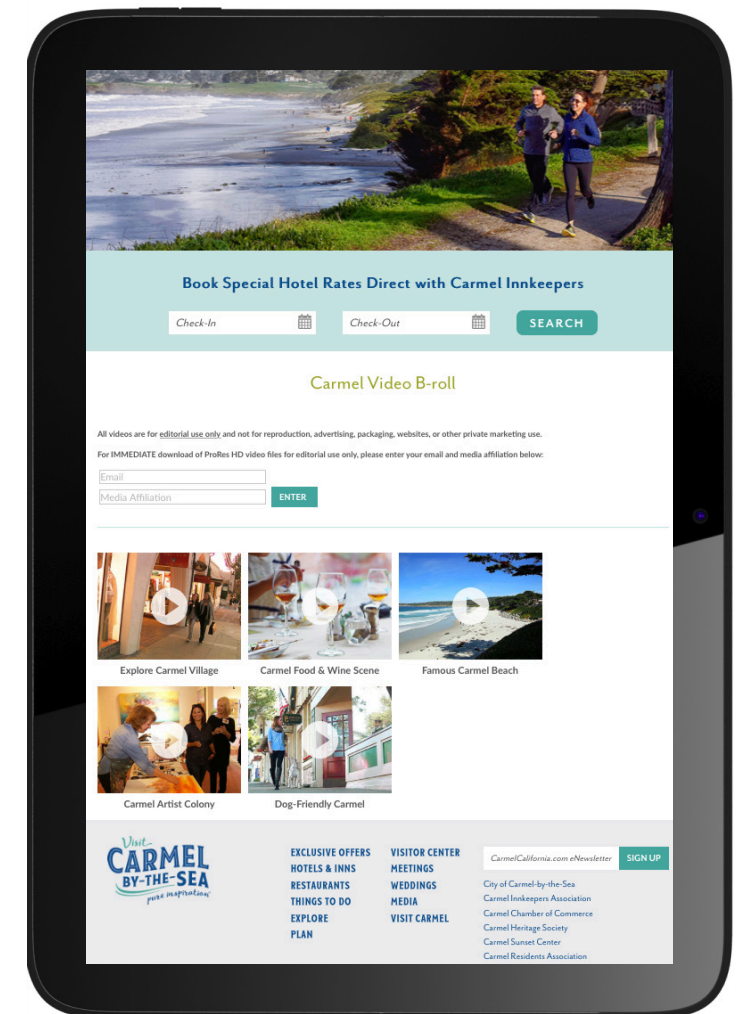 Book Special Hotel Rates Direct with Carmel Innkeepers
Check-In
Check-Out
SEARCH
Carmel Video B-roll
All videos are for editorial use only and not for reproduction, advertising, packaging, websites, or other private marketing use.
For IMMEDIATE download of ProRes HD video files for editorial use only, please enter your email and media affiliation below:
Email
Media Affiliation
ENTER
Explore Carmel Village
Carmel Food & Wine Scene
Famous Carmel Beach
Carmel Artist Colony
Dog-Friendly Carmel
Visit
CARMEL
BY-THE-SEA
pure inspiration
EXCLUSIVE OFFERS
HOTELS & INNS
RESTAURANTS
THINGS TO DO
EXPLORE
PLAN
VISITOR CENTER
MEETINGS
WEDDINGS
MEDIA
VISIT CARMEL
CarmelCalifornia.com eNewsletter
SIGN UP
City of Carmel-by-the-Sea
Carmel Innkeepers Association
Carmel Chamber of Commerce
Carmel Heritage Society
Carmel Sunset Center
Carmel Residents Association